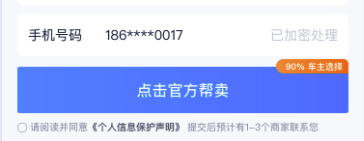 手机号码 186****0017 已加密处理
90% 车主选择
点击官方帮卖
请阅读并同意《个人信息保护声明》 提交后预计有1-3个商家联系您